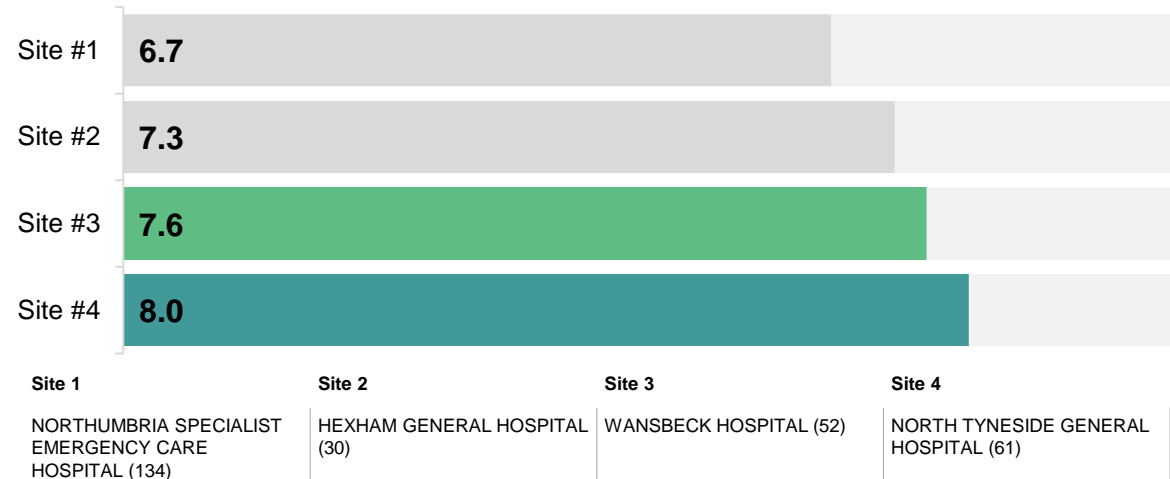 Site #1
6.7
Site #2
7.3
Site #3
7.6
Site #4
8.0
Site 1
NORTHUMBRIA SPECIALIST
EMERGENCY CARE
HOSPITAL (134)
Site 2
HEXHAM GENERAL HOSPITAL
(30)
Site 3
WANSBECK HOSPITAL (52)
Site 4
NORTH TYNESIDE GENERAL
HOSPITAL (61)